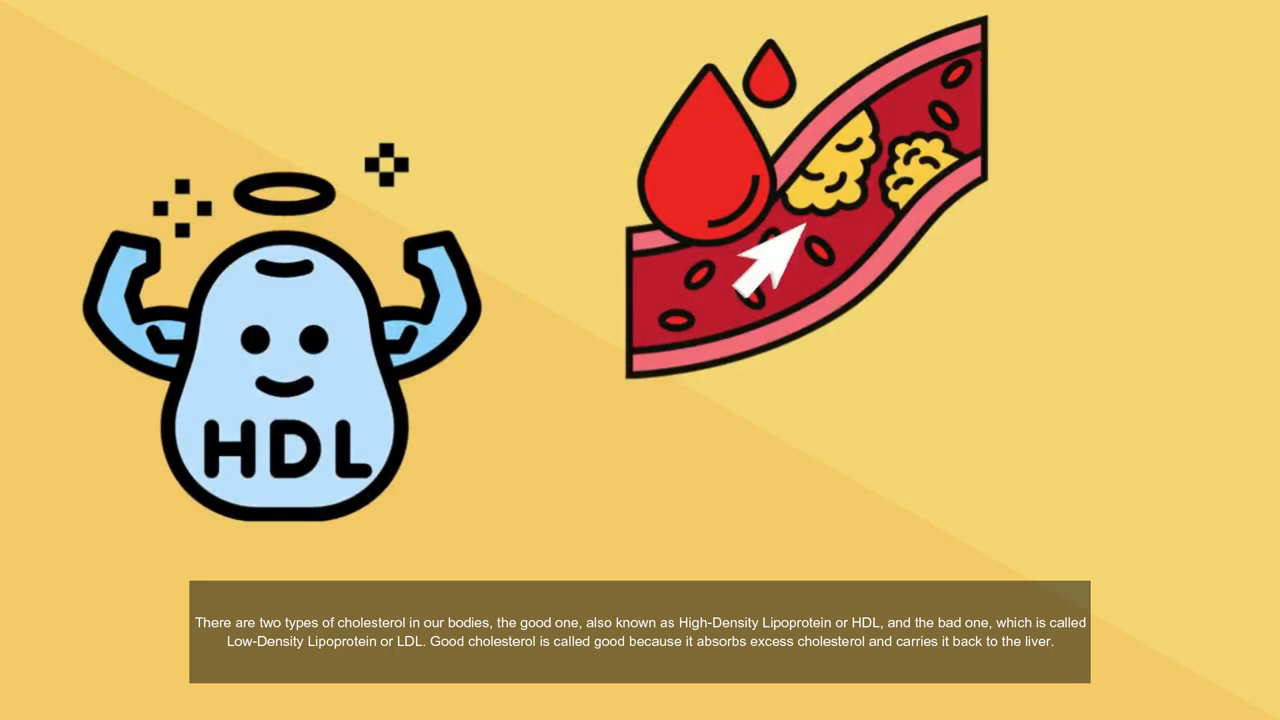 HDL
There are two types of cholesterol in our bodies, the good one, also known as High-Density Lipoprotein or HDL, and the bad one, which is called
Low-Density Lipoprotein or LDL. Good cholesterol is called good because it absorbs excess cholesterol and carries it back to the liver.